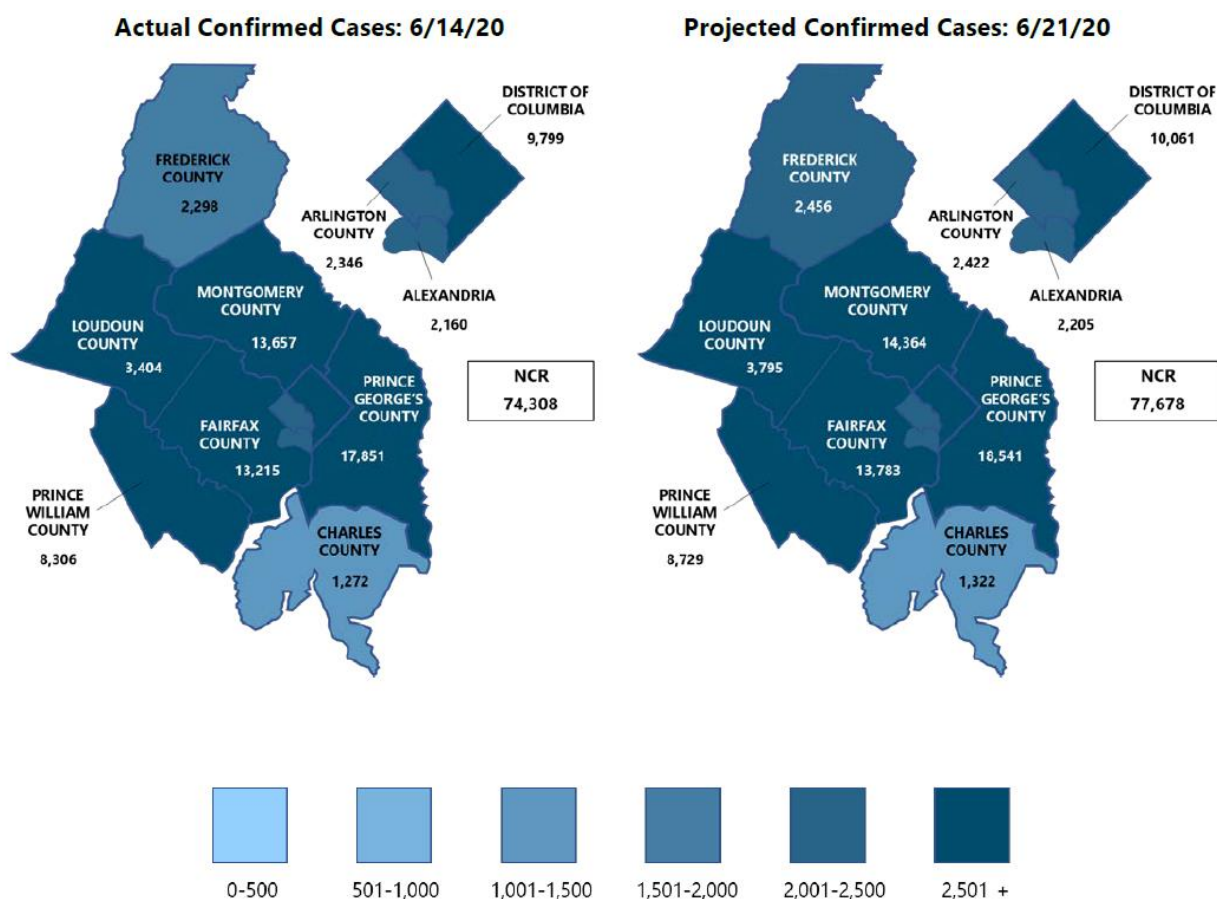 Actual Confirmed Cases: 6/14/20
DISTRICT OF
COLUMBIA
9,799
FREDERICK
COUNTY
2,298
ARLINGTON
COUNTY
2,346
ALEXANDRIA
2,160
MONTGOMERY
COUNTY
13,657
LOUDOUN
COUNTY
3,404
NCR
74,308
PRINCE
GEORGE'S
COUNTY
17,851
FAIRFAX
COUNTY
13,215
PRINCE
WILLIAM
COUNTY
8,306
CHARLES
COUNTY
1,272
Projected Confirmed Cases: 6/21/20
DISTRICT OF
COLUMBIA
10,061
FREDERICK
COUNTY
2,456
ARLINGTON
COUNTY
2,422
ALEXANDRIA
2,205
MONTGOMERY
COUNTY
14,364
LOUDOUN
COUNTY
3,795
NCR
77,678
PRINCE
GEORGE'S
COUNTY
18,541
FAIRFAX
COUNTY
13,783
PRINCE
WILLIAM
COUNTY
8,729
CHARLES
COUNTY
1,322
0-500
501-1,000
1,001-1,500
1,501-2,000
2,001-2,500
2,501 +